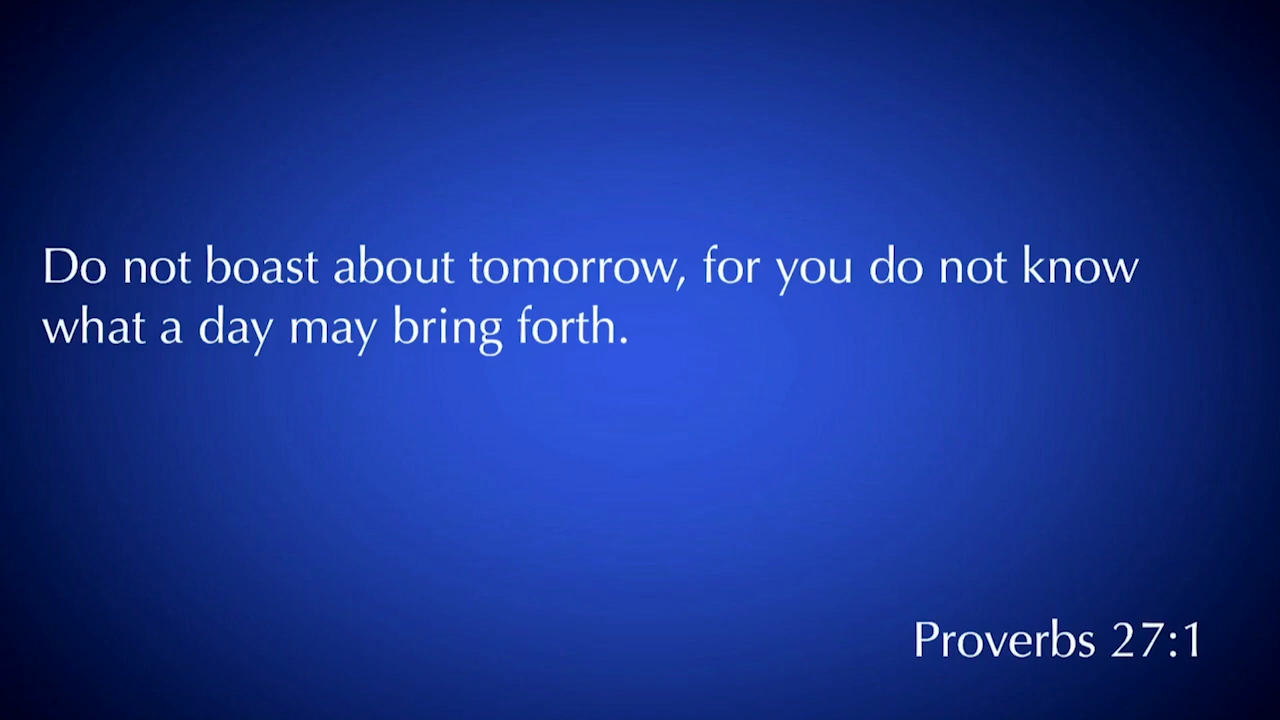 Do not boast about tomorrow, for you do not know
what a day may bring forth.
Proverbs 27:1